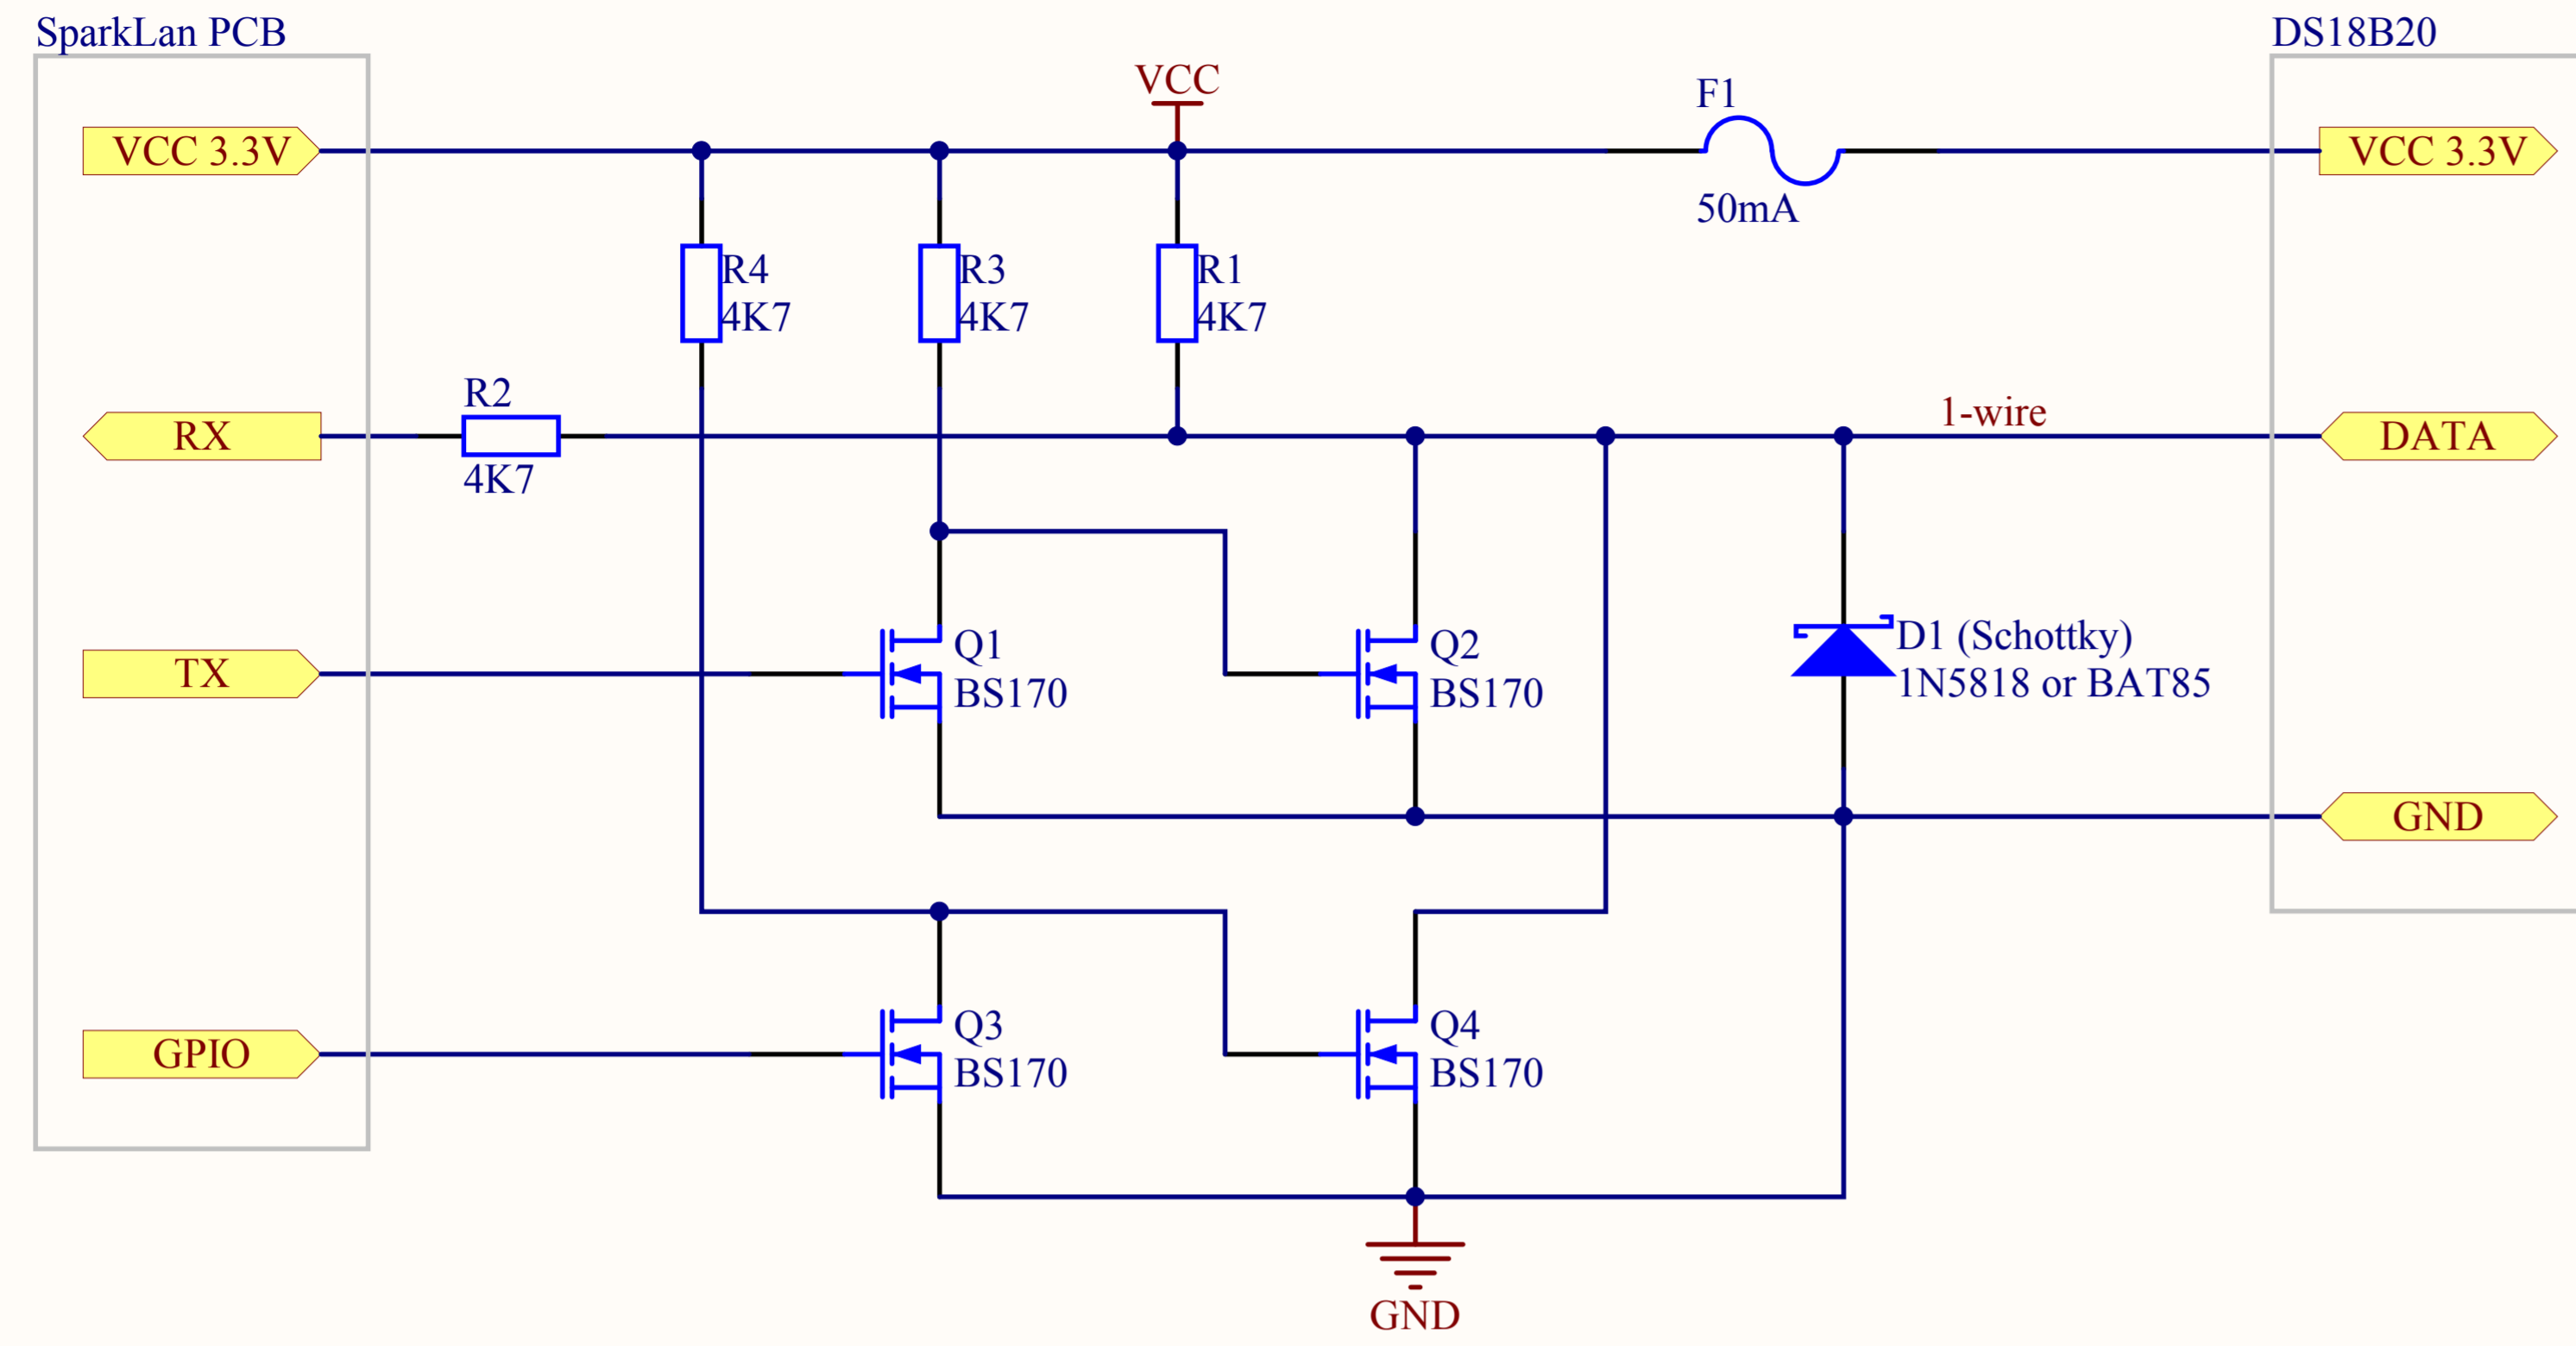 SparkLan PCB
DS18B20
VCC
F1
VCC 3.3V
VCC 3.3V
50mA
R4
4K7
R3
4K7
R1
4K7
R2
4K7
RX
1-wire
DATA
Q1
BS170
Q2
BS170
D1 (Schottky)
1N5818 or BAT85
TX
GND
Q3
BS170
Q4
BS170
GPIO
GND